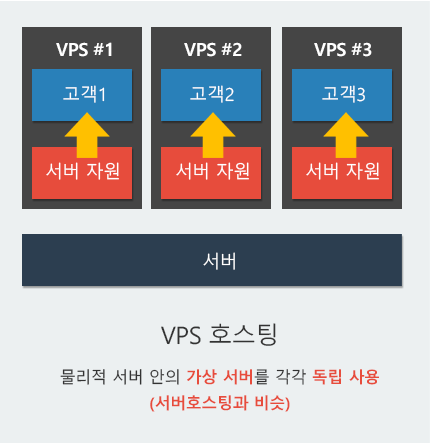 VPS #1 VPS #2 VPS #3
고객1 고객2 고객3
서버 자원 서버 자원 서버 자원
서버
VPS 호스팅
물리적 서버 안의 가상 서버를 각각 독립 사용
(서버호스팅과 비슷)